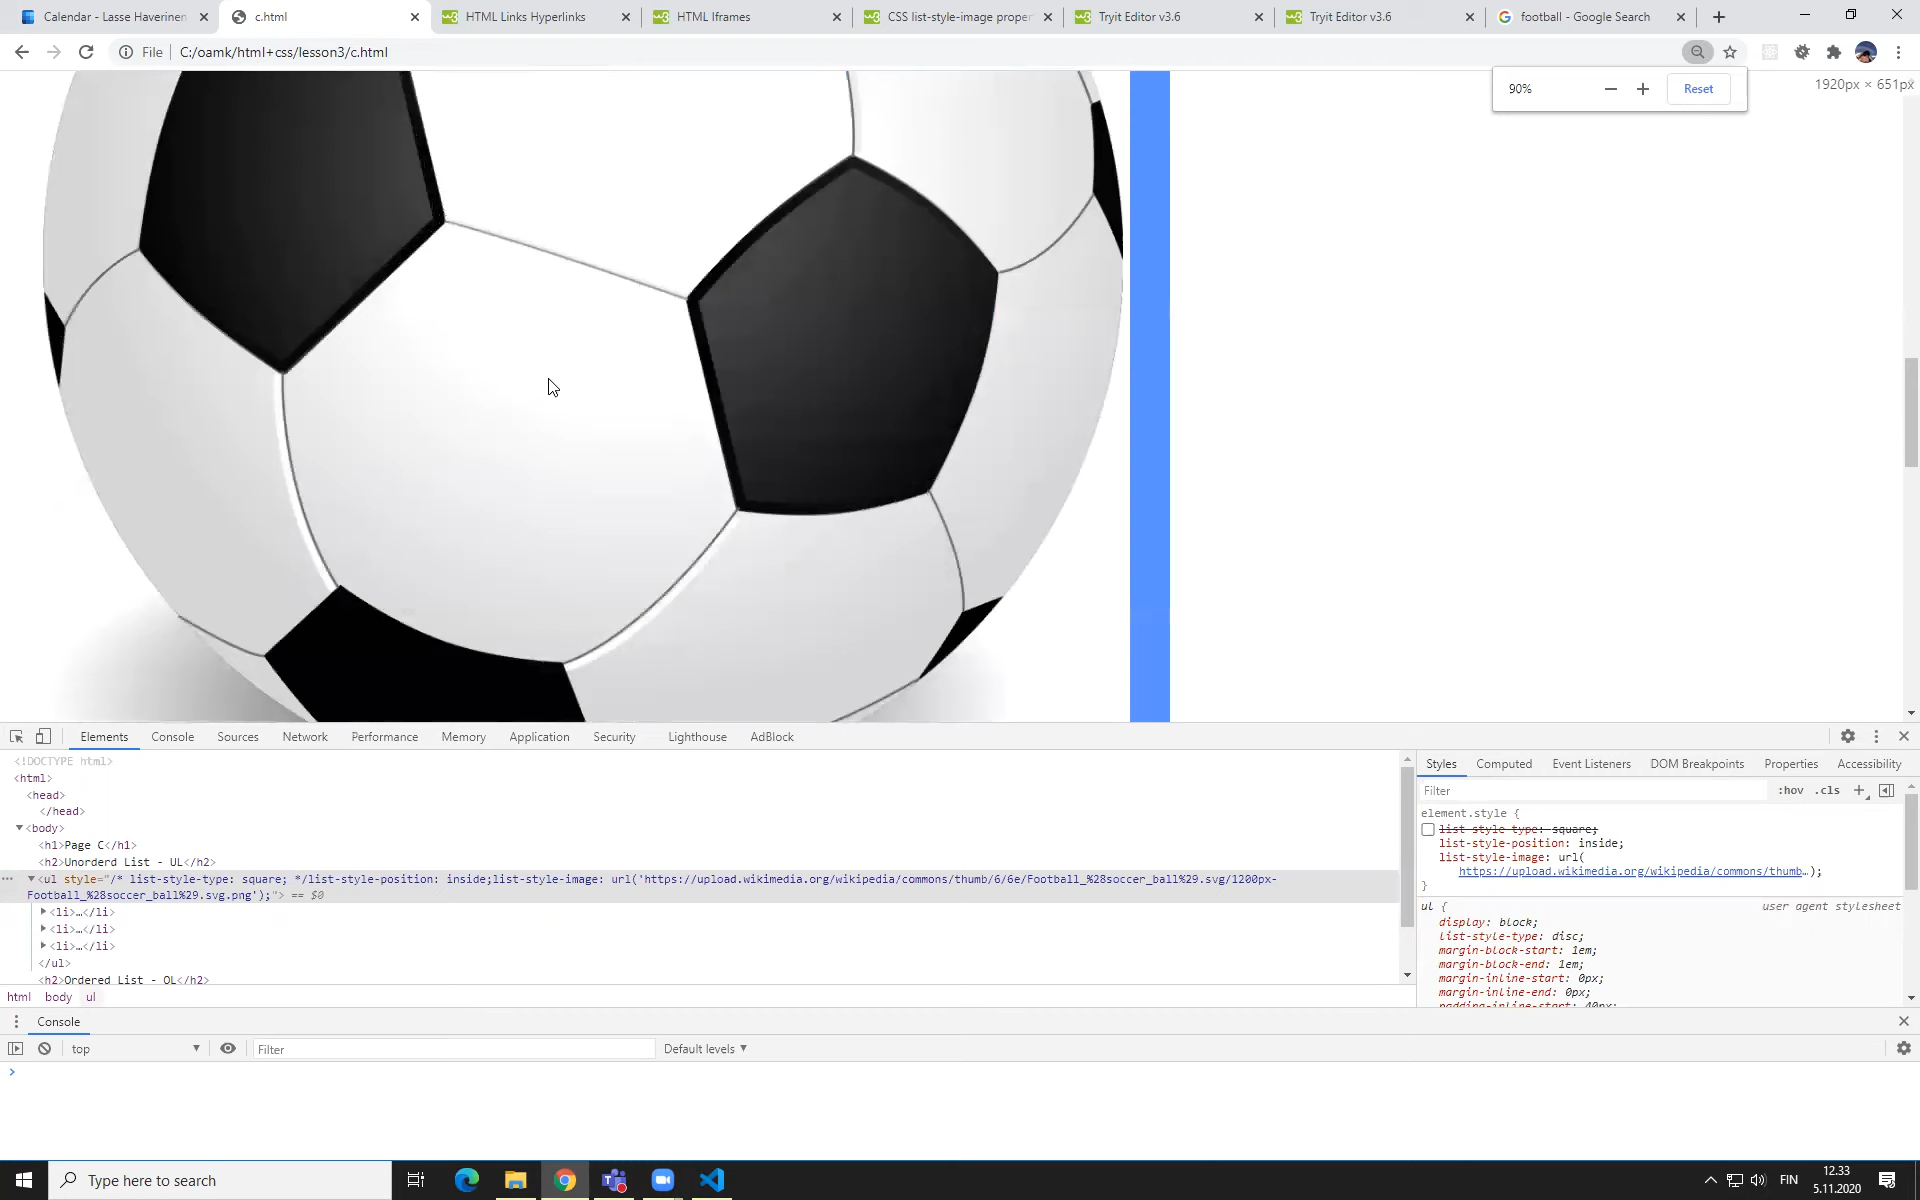 Calendar - Lasse Haverinen
c.html
HTML Links Hyperlinks
HTML Iframes
CSS list-style-image proper
Tryit Editor v3.6
Tryit Editor v3.6
football - Google Search
File
C:/oamk/html+css/lesson3/c.html
90%
Reset
1920px × 651px
Elements
Console
Sources
Network
Performance
Memory
Application
Security
Lighthouse
AdBlock
<!DOCTYPE html>
<html>
<head>
</head>
<body>
<h1>Page C</h1>
<h2>Unorderd List - UL</h2>
<ul style="/* list-style-type: square; */list-style-position: inside;list-style-image: url('https://upload.wikimedia.org/wikipedia/commons/thumb/6/6e/Football_%28soccer_ball%29.svg/1200px-
Football_%28soccer_ball%29.svg.png');"> == $0
<li>…</li>
<li>…</li>
<li>…</li>
</ul>
<h2>Ordered List - OL</h2>
html body ul
Styles
Computed
Event Listeners
DOM Breakpoints
Properties
Accessibility
Filter
:hov .cls +
element.style {
list-style-type: square;
list-style-position: inside;
list-style-image: url(
https://upload.wikimedia.org/wikipedia/commons/thumb…);
}
ul { user agent stylesheet
display: block;
list-style-type: disc;
margin-block-start: 1em;
margin-block-end: 1em;
margin-inline-start: 0px;
margin-inline-end: 0px;
padding-inline-start: 40px;
Console
top
Filter
Default levels
Type here to search
FIN
12.33
5.11.2020